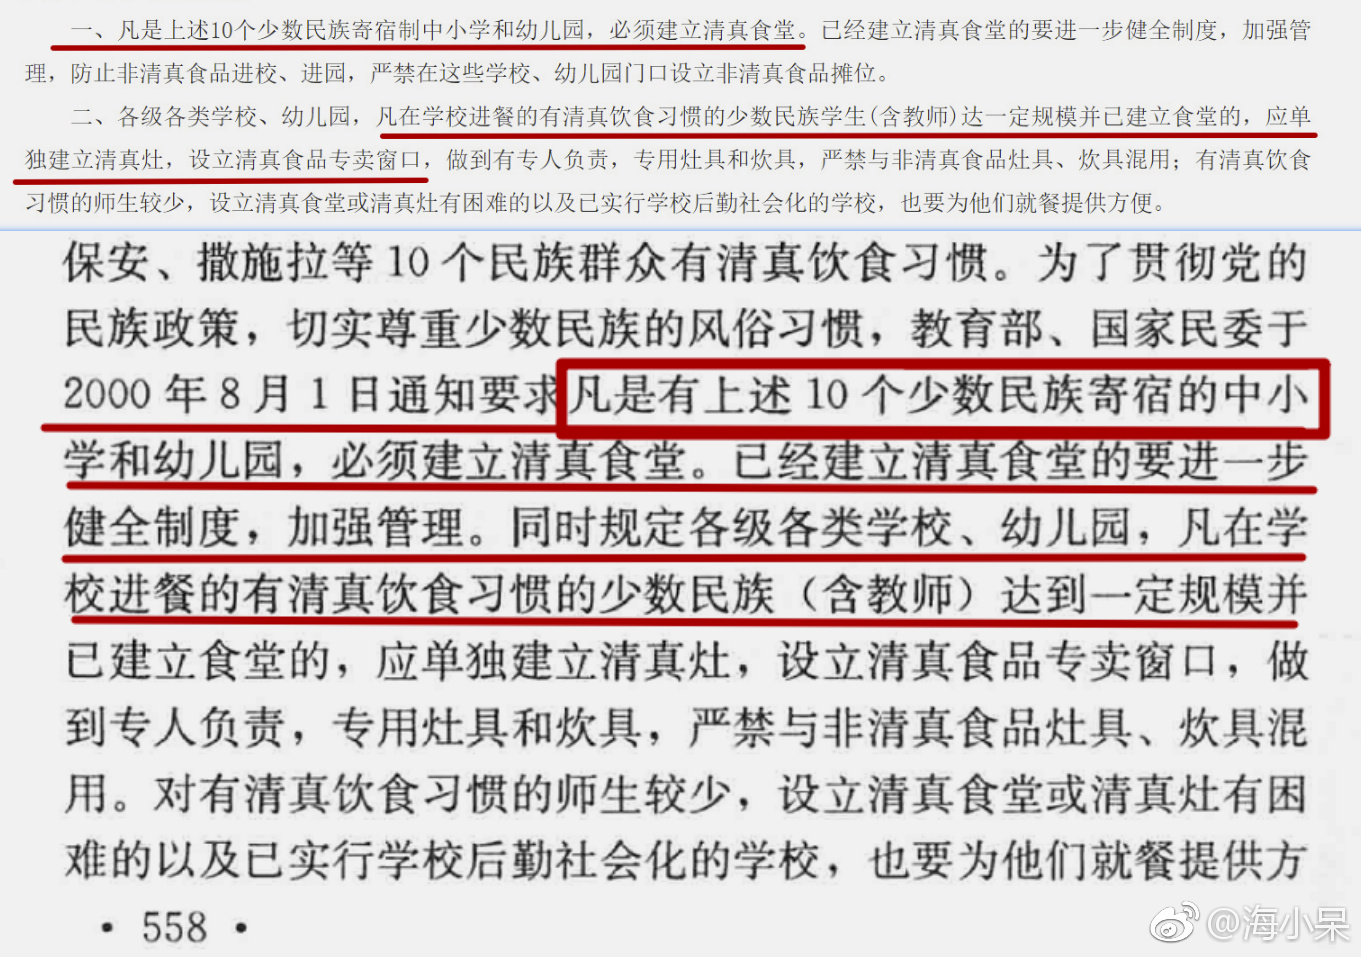 一、凡是上述10个少数民族寄宿制中小学和幼儿园，必须建立清真食堂。已经建立清真食堂的要进一步健全制度，加强管
理，防止非清真食品进校、进园，严禁在这些学校、幼儿园门口设立非清真食品摊位。
二、各级各类学校、幼儿园，凡在学校进餐的有清真饮食习惯的少数民族学生(含教师)达一定规模并已建立食堂的，应单
独建立清真灶，设立清真食品专卖窗口，做到有专人负责，专用灶具和炊具，严禁与非清真食品灶具、炊具混用；有清真饮食
习惯的师生较少，设立清真食堂或清真灶有困难的以及已实行学校后勤社会化的学校，也要为他们就餐提供方便。
保安、撒施拉等10个民族群众有清真饮食习惯。为了贯彻党的
民族政策，切实尊重少数民族的风俗习惯，教育部、国家民委于
2000年8月1日通知要求凡是有上述10个少数民族寄宿的中小
学和幼儿园，必须建立清真食堂。已经建立清真食堂的要进一步
健全制度，加强管理。同时规定各级各类学校、幼儿园，凡在学
校进餐的有清真饮食习惯的少数民族（含教师）达到一定规模并
已建立食堂的，应单独建立清真灶，设立清真食品专卖窗口，做
到专人负责，专用灶具和炊具，严禁与非清真食品灶具、炊具混
用。对有清真饮食习惯的师生较少，设立清真食堂或清真灶有困
难的以及已实行学校后勤社会化的学校，也要为他们就餐提供方
· 558 ·
@海小呆